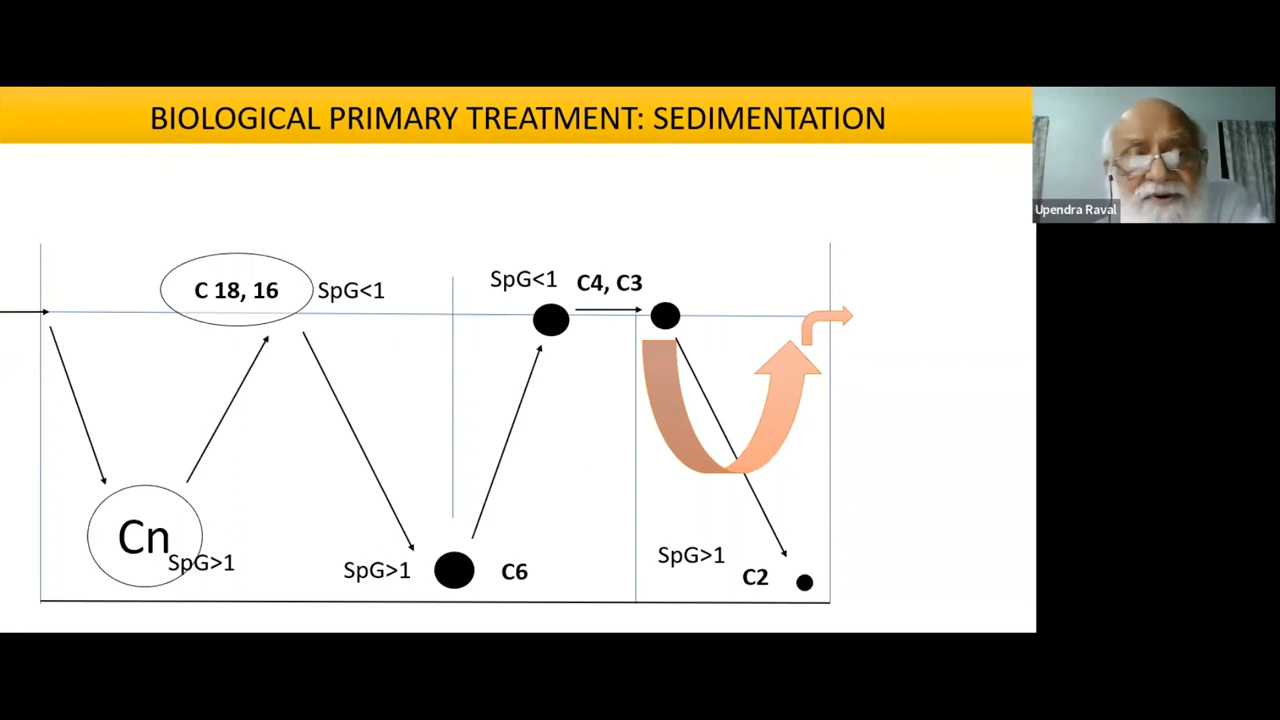 BIOLOGICAL PRIMARY TREATMENT: SEDIMENTATION
Upendra Raval
C 18, 16
SpG<1
SpG<1
C4, C3
Cn
SpG>1
SpG>1
C6
SpG>1
C2